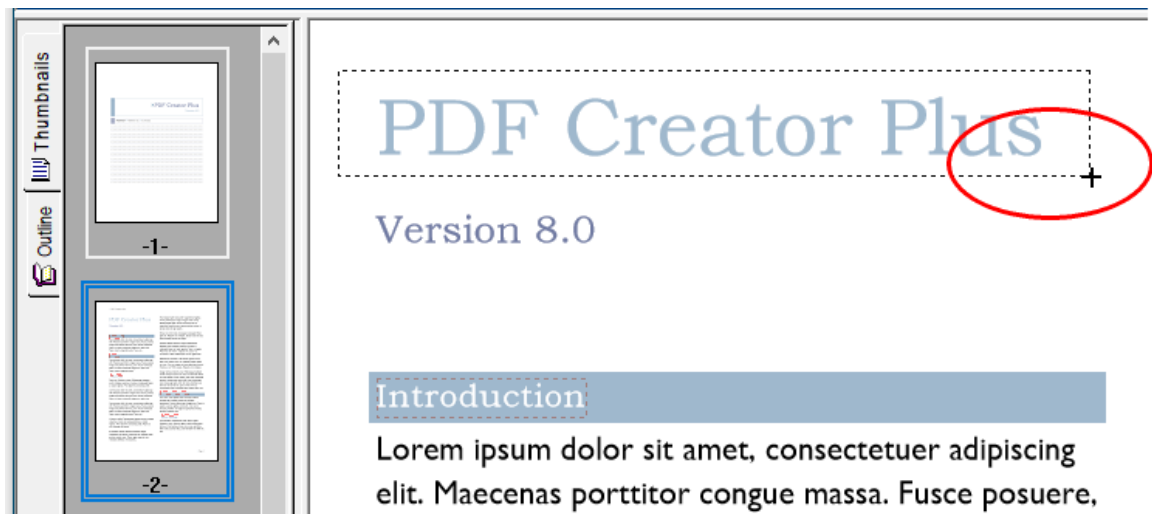 Thumbnails
Outline
-1-
-2-
PDF Creator Plus
Version 8.0
Introduction
Lorem ipsum dolor sit amet, consectetuer adipiscing
elit. Maecenas porttitor congue massa. Fusce posuere,